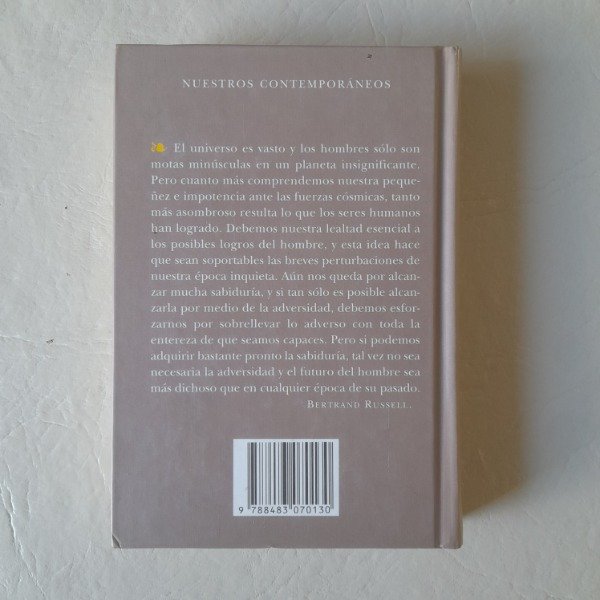 NUESTROS CONTEMPORÁNEOS
El universo es vasto y los hombres sólo son
motas minúsculas en un planeta insignificante.
Pero cuanto más comprendemos nuestra peque-
ñez e impotencia ante las fuerzas cósmicas, tanto
más asombroso resulta lo que los seres humanos
han logrado. Debemos nuestra lealtad esencial a
los posibles logros del hombre, y esta idea hace
que sean soportables las breves perturbaciones de
nuestra época inquieta. Aún nos queda por alcan-
zar mucha sabiduría, y si tan sólo es posible alcan-
zarla por medio de la adversidad, debemos esfor-
zarnos por sobrellevar lo adverso con toda la
entereza de que seamos capaces. Pero si podemos
adquirir bastante pronto la sabiduría, tal vez no sea
necesaria la adversidad y el futuro del hombre sea
más dichoso que en cualquier época de su pasado.
BERTRAND RUSSELL.
9 788483 070130